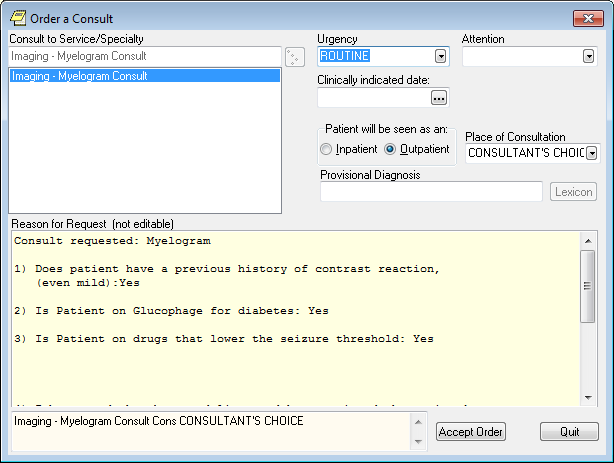 Order a Consult
Consult to Service/Specialty
Imaging - Myelogram Consult
Imaging - Myelogram Consult
Urgency
ROUTINE
Attention
Clinically indicated date:
...
Patient will be seen as an:
Inpatient
Outpatient
Place of Consultation
CONSULTANT'S CHOIC
Provisional Diagnosis
Lexicon
Reason for Request (not editable)
Consult requested: Myelogram
1) Does patient have a previous history of contrast reaction,
(even mild):Yes
2) Is Patient on Glucophage for diabetes: Yes
3) Is Patient on drugs that lower the seizure threshold: Yes
Imaging - Myelogram Consult Cons CONSULTANT'S CHOICE
Accept Order
Quit